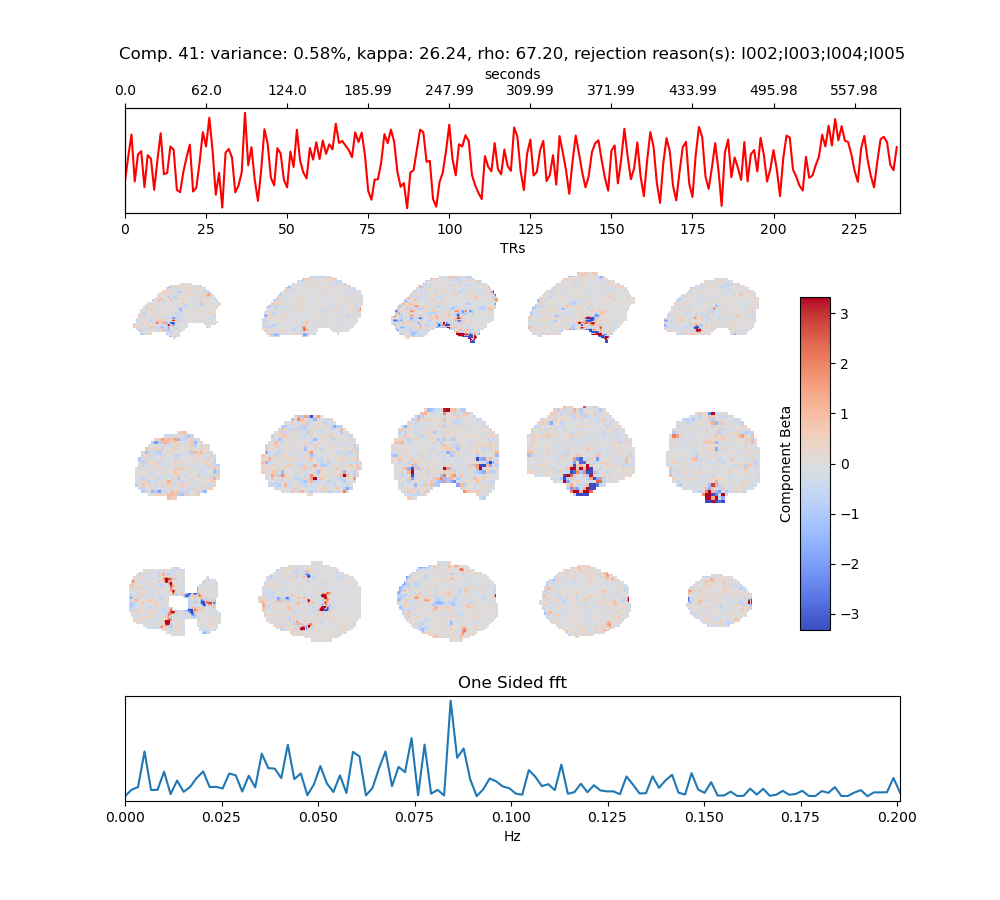 Comp. 41: variance: 0.58%, kappa: 26.24, rho: 67.20, rejection reason(s): I002;I003;I004;I005
seconds
0.0 62.0 124.0 185.99 247.99 309.99 371.99 433.99 495.98 557.98
0 25 50 75 100 125 150 175 200 225
TRs
3
2
1
0
−1
−2
−3
Component Beta
One Sided fft
0.000 0.025 0.050 0.075 0.100 0.125 0.150 0.175 0.200
Hz